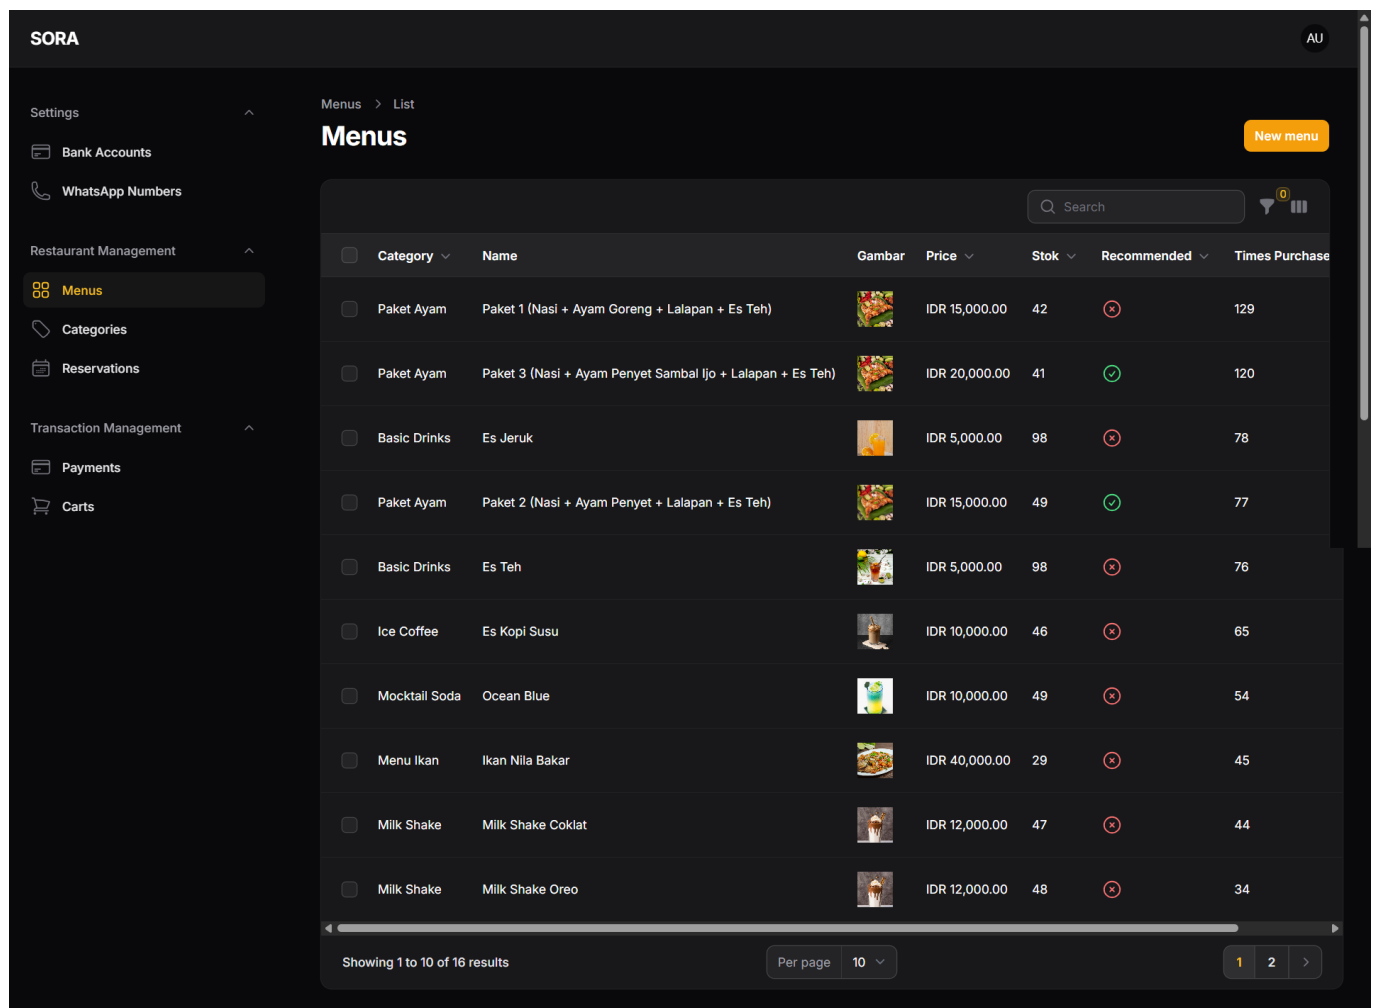 SORA
AU
Settings
Bank Accounts
WhatsApp Numbers
Restaurant Management
Menus
Categories
Reservations
Transaction Management
Payments
Carts
Menus > List
Menus
New menu
Search
0
Category Name Gambar Price Stok Recommended Times Purchase
Paket Ayam Paket 1 (Nasi + Ayam Goreng + Lalapan + Es Teh) IDR 15,000.00 42 129
Paket Ayam Paket 3 (Nasi + Ayam Penyet Sambal Ijo + Lalapan + Es Teh) IDR 20,000.00 41 120
Basic Drinks Es Jeruk IDR 5,000.00 98 78
Paket Ayam Paket 2 (Nasi + Ayam Penyet + Lalapan + Es Teh) IDR 15,000.00 49 77
Basic Drinks Es Teh IDR 5,000.00 98 76
Ice Coffee Es Kopi Susu IDR 10,000.00 46 65
Mocktail Soda Ocean Blue IDR 10,000.00 49 54
Menu Ikan Ikan Nila Bakar IDR 40,000.00 29 45
Milk Shake Milk Shake Coklat IDR 12,000.00 47 44
Milk Shake Milk Shake Oreo IDR 12,000.00 48 34
Showing 1 to 10 of 16 results Per page 10 1 2